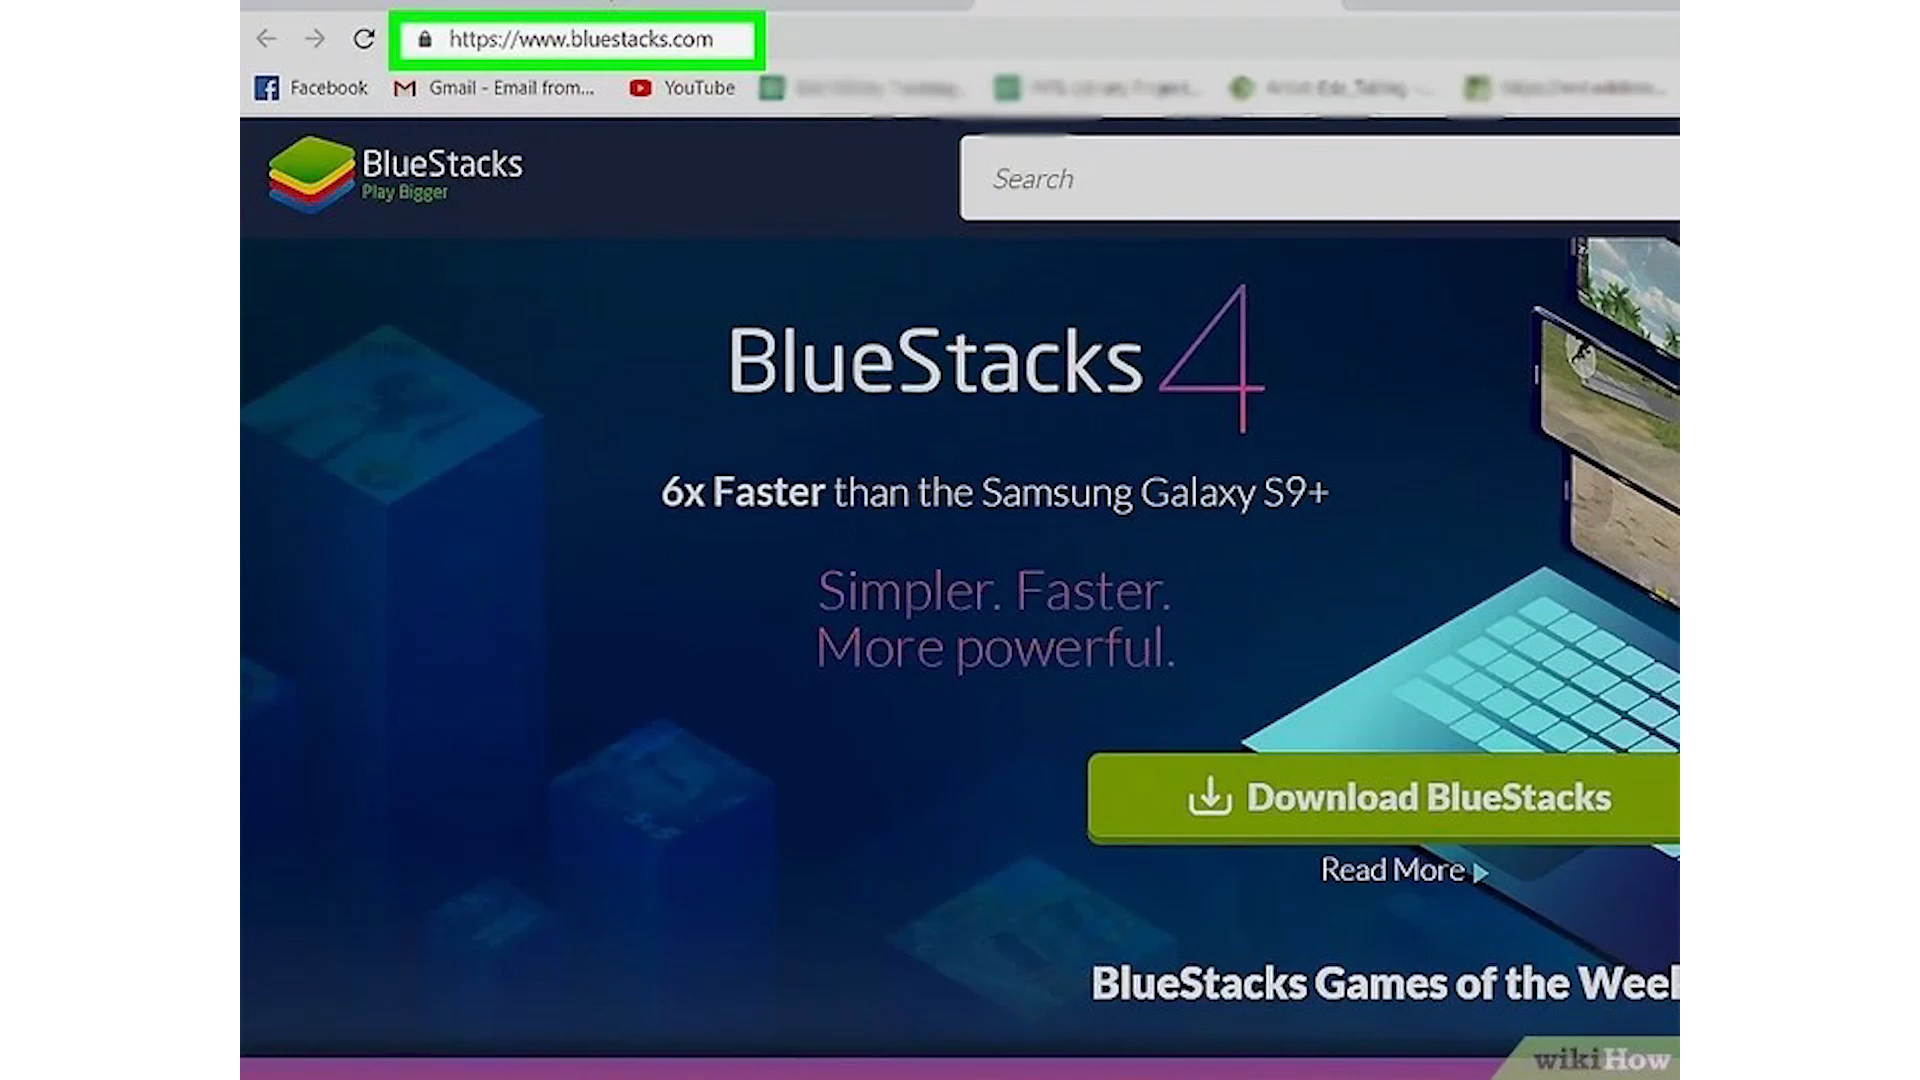 https://www.bluestacks.com
Facebook
Gmail - Email from...
YouTube
BlueStacks
Play Bigger
Search
BlueStacks 4
6x Faster than the Samsung Galaxy S9+
Simpler. Faster.
More powerful.
Download BlueStacks
Read More
BlueStacks Games of the Week
wikiHow